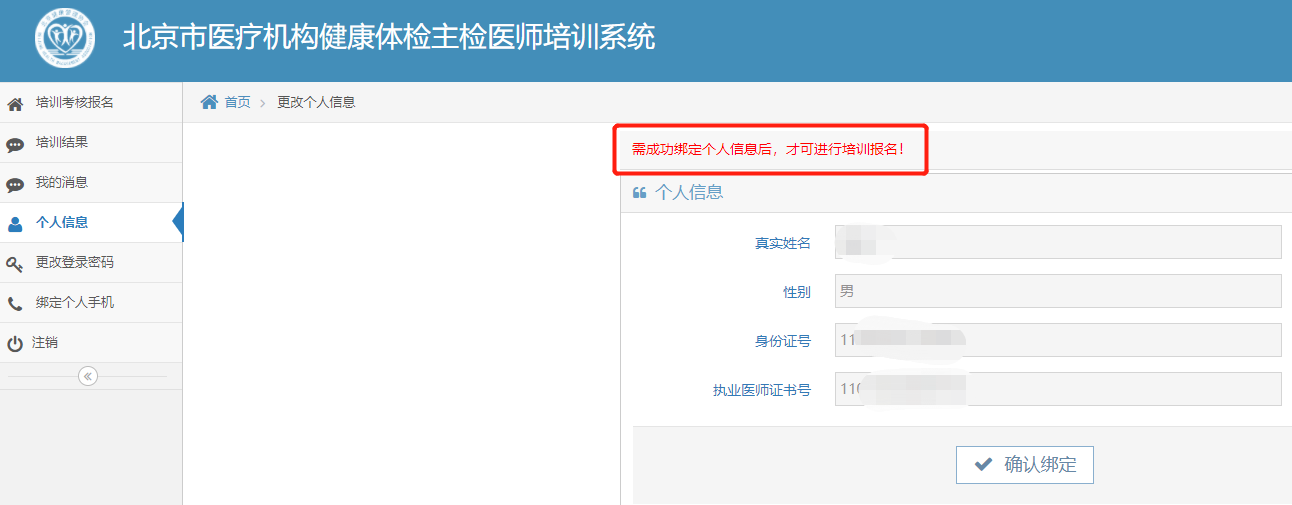 北京市医疗机构健康体检主检医师培训系统
培训考核报名
培训结果
我的消息
个人信息
更改登录密码
绑定个人手机
注销
首页 > 更改个人信息
需成功绑定个人信息后，才可进行培训报名！
个人信息
真实姓名
性别 男
身份证号 11
执业医师证书号 110
确认绑定